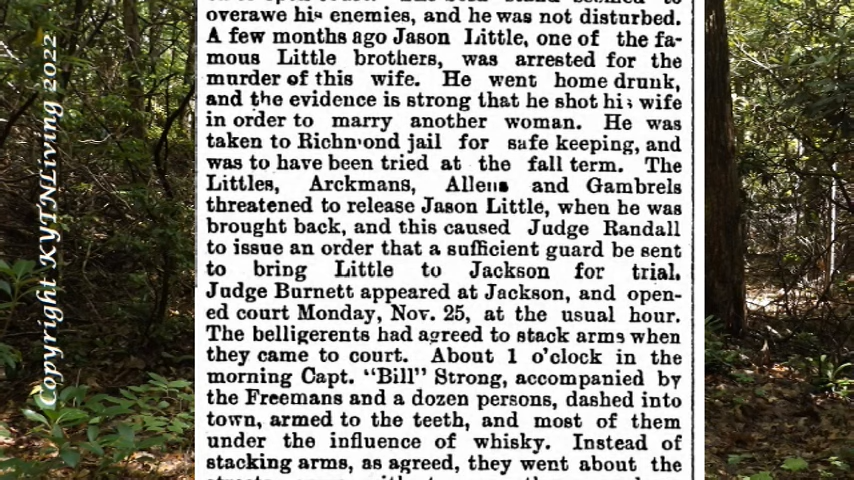 overawe his enemies, and he was not disturbed.
A few months ago Jason Little, one of the fa-
mous Little brothers, was arrested for the
murder of this wife. He went home drunk,
and the evidence is strong that he shot his wife
in order to marry another woman. He was
taken to Richmond jail for safe keeping, and
was to have been tried at the fall term. The
Littles, Arckmans, Allens and Gambrels
threatened to release Jason Little, when he was
brought back, and this caused Judge Randall
to issue an order that a sufficient guard be sent
to bring Little to Jackson for trial.
Judge Burnett appeared at Jackson, and open-
ed court Monday, Nov. 25, at the usual hour.
The belligerents had agreed to stack arms when
they came to court. About 1 o'clock in the
morning Capt. "Bill" Strong, accompanied by
the Freemans and a dozen persons, dashed into
town, armed to the teeth, and most of them
under the influence of whisky. Instead of
stacking arms, as agreed, they went about the
Copyright KYTNLiving 2022